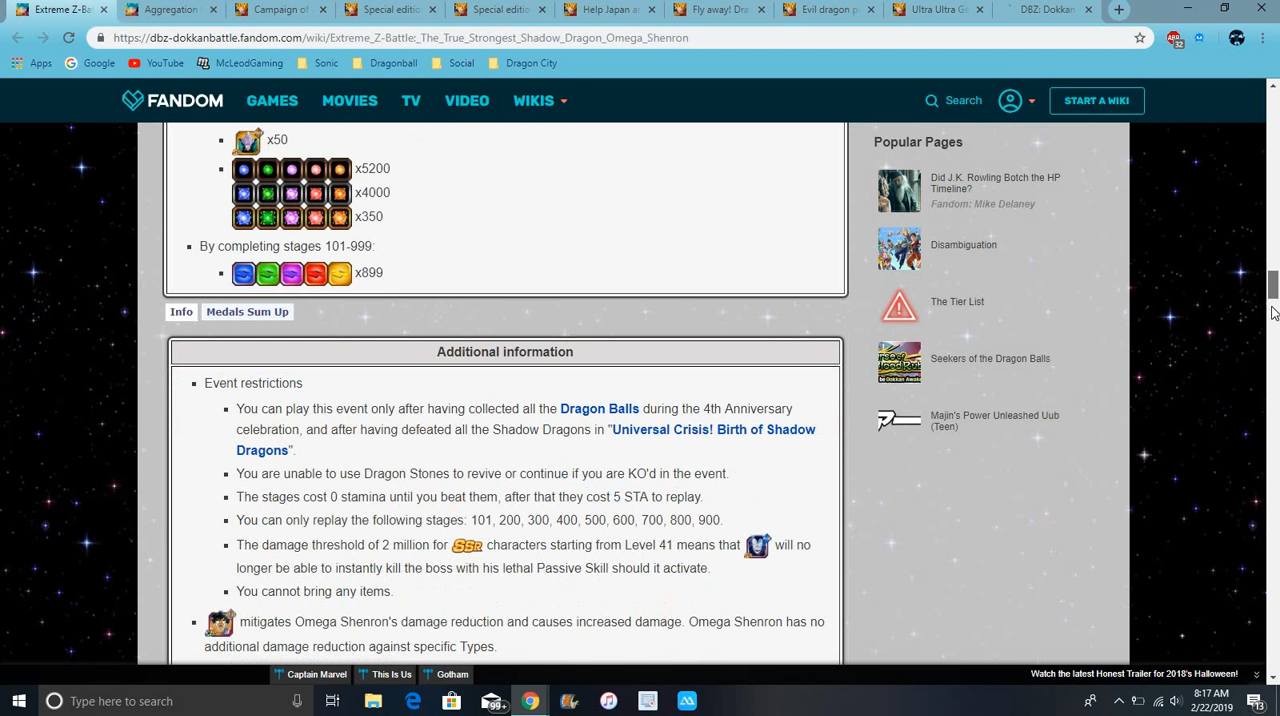 Extreme Z-Ba
Aggregation
Campaign of
Special edition
Special edition
Help Japan as
Fly away! Dra
Evil dragon p
Ultra Ultra Ge
DBZ: Dokkan
https://dbz-dokkanbattle.fandom.com/wiki/Extreme_Z-Battle:_The_True_Strongest_Shadow_Dragon_Omega_Shenron
32
Apps Google YouTube McLeodGaming Sonic Dragonball Social Dragon City
FANDOM GAMES MOVIES TV VIDEO WIKIS Search START A WIKI
x50
x5200
x4000
x350
By completing stages 101-999:
x899
Info Medals Sum Up
Additional information
Event restrictions
You can play this event only after having collected all the Dragon Balls during the 4th Anniversary
celebration, and after having defeated all the Shadow Dragons in "Universal Crisis! Birth of Shadow
Dragons".
You are unable to use Dragon Stones to revive or continue if you are KO'd in the event.
The stages cost 0 stamina until you beat them, after that they cost 5 STA to replay.
You can only replay the following stages: 101, 200, 300, 400, 500, 600, 700, 800, 900.
The damage threshold of 2 million for SSR characters starting from Level 41 means that will no
longer be able to instantly kill the boss with his lethal Passive Skill should it activate.
You cannot bring any items.
mitigates Omega Shenron's damage reduction and causes increased damage. Omega Shenron has no
additional damage reduction against specific Types.
Popular Pages
Did J.K. Rowling Botch the HP
Timeline?
Fandom: Mike Delaney
Disambiguation
The Tier List
Seekers of the Dragon Balls
Majin's Power Unleashed Uub
(Teen)
Captain Marvel This Is Us Gotham Watch the latest Honest Trailer for 2018's Halloween!
Type here to search
99+
8:17 AM
2/22/2019
13